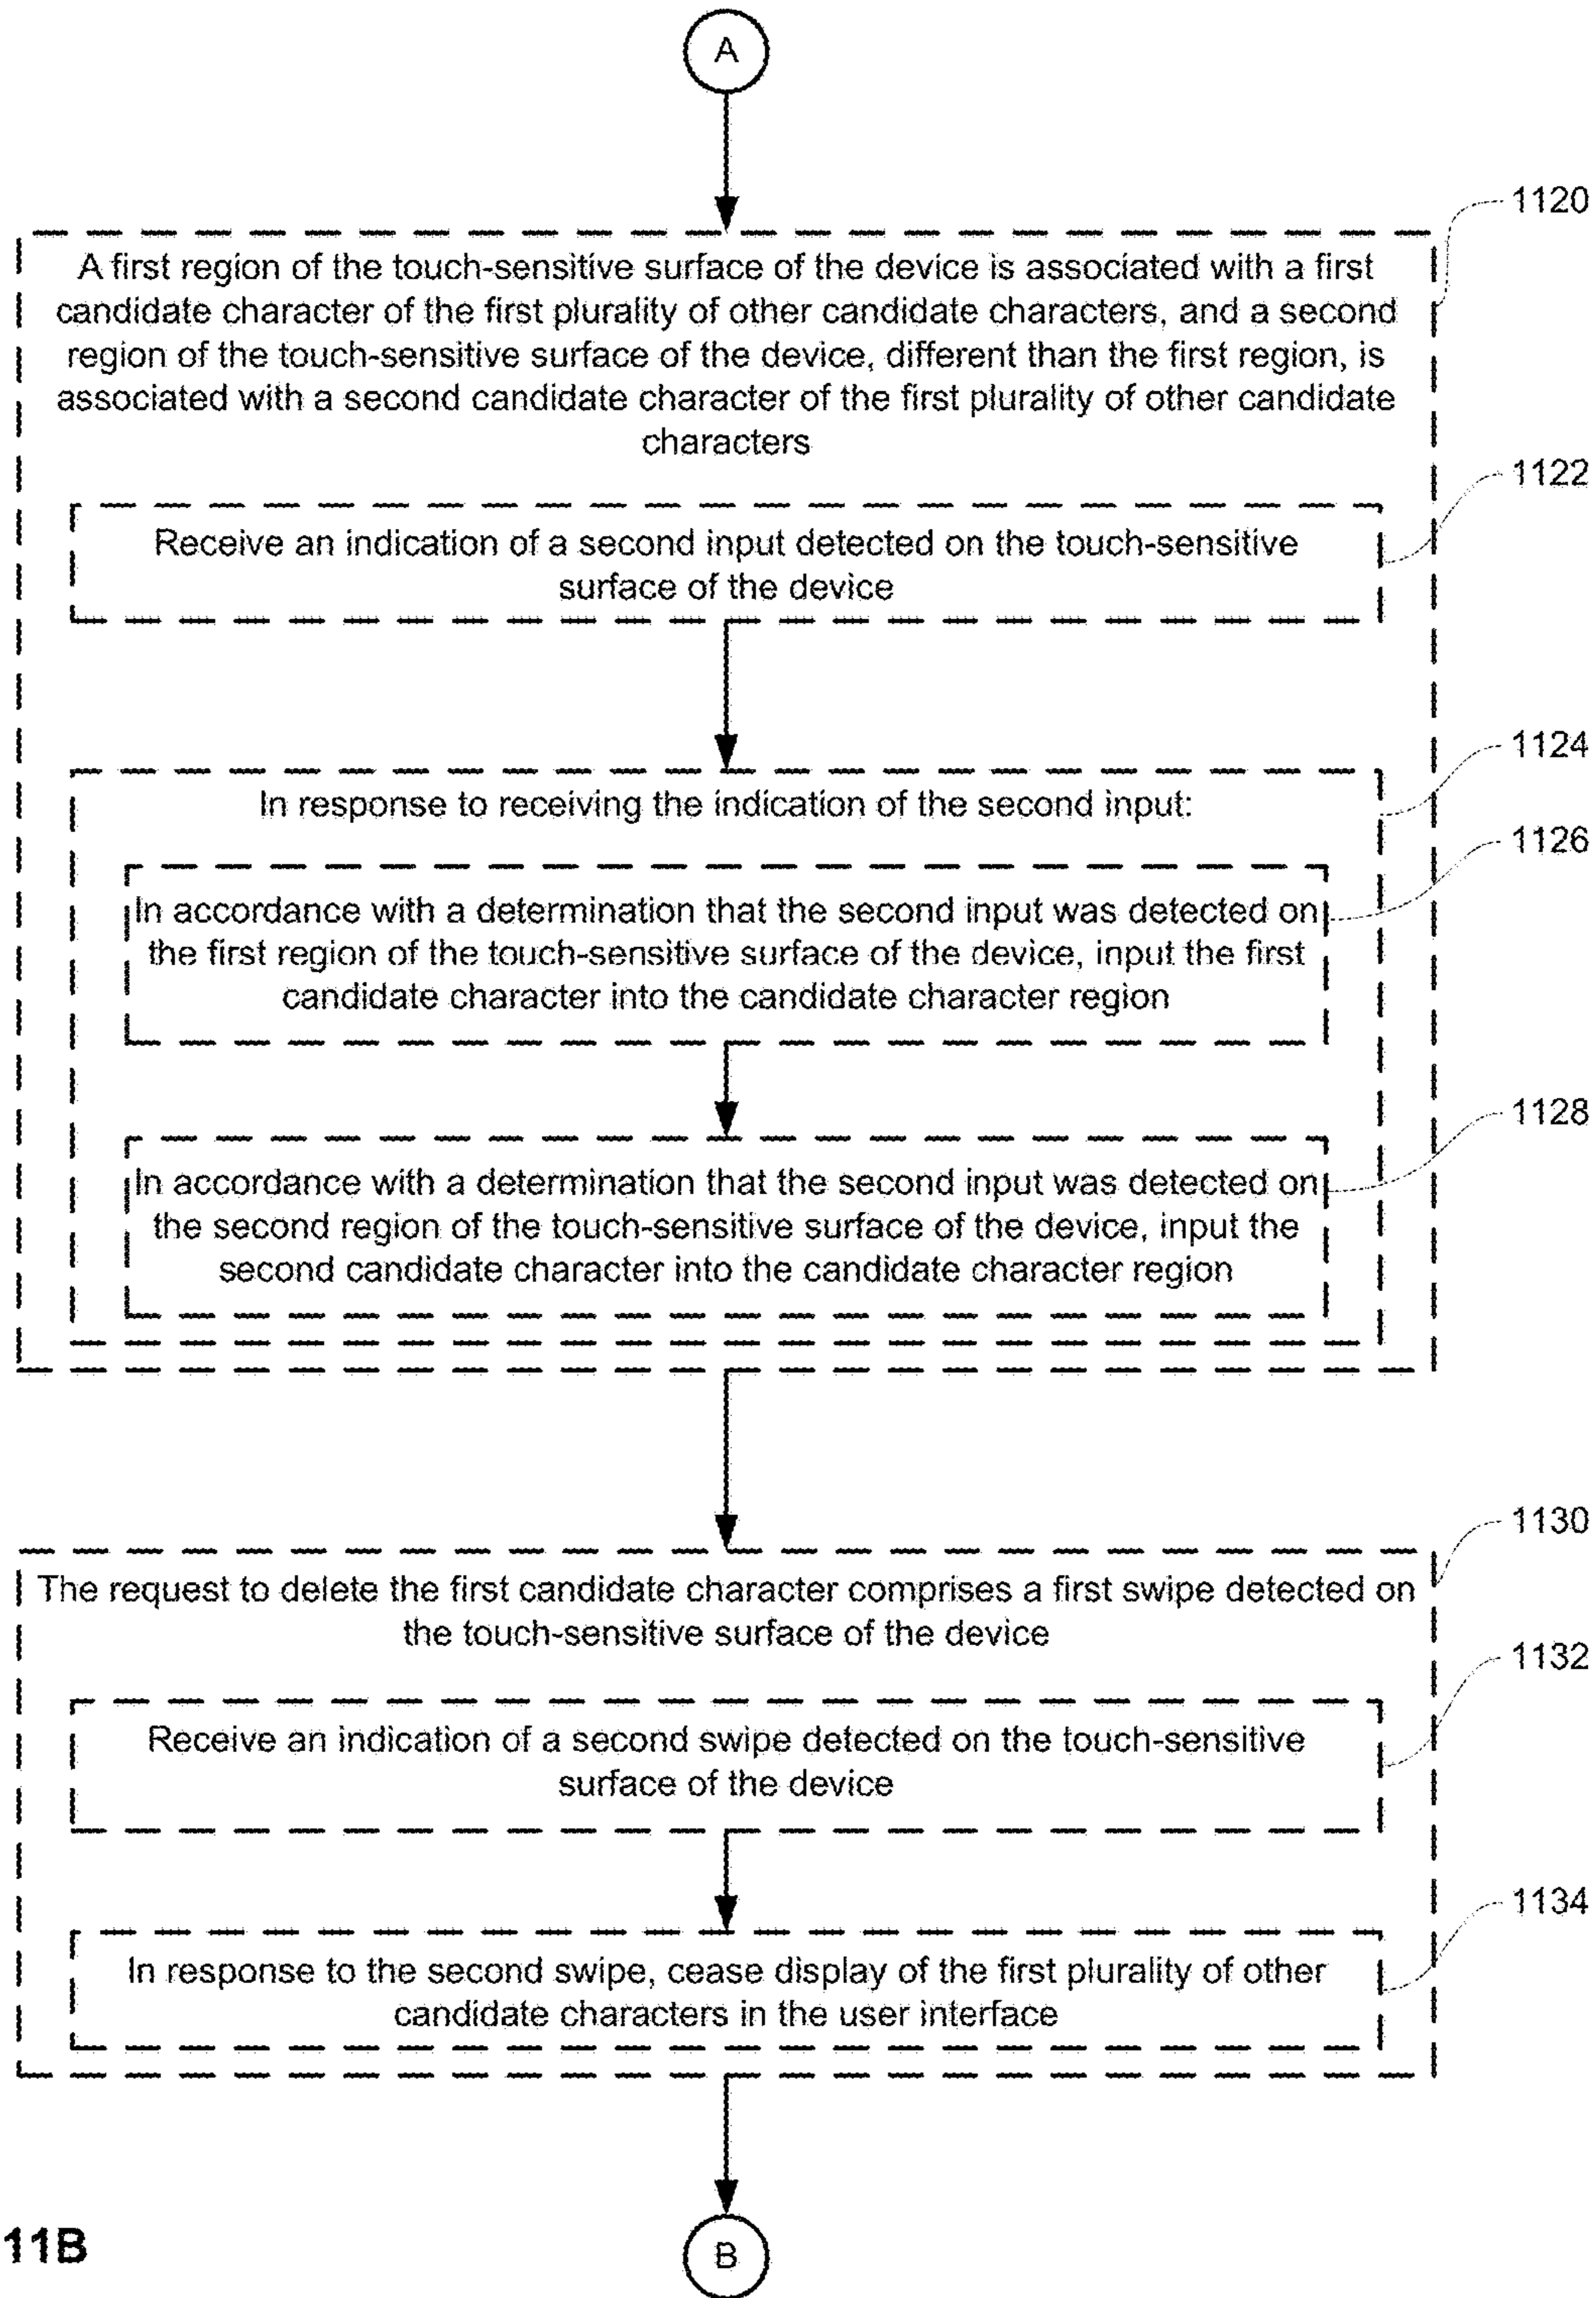 A
1120
A first region of the touch-sensitive surface of the device is associated with a first
candidate character of the first plurality of other candidate characters, and a second
region of the touch-sensitive surface of the device, different than the first region, is
associated with a second candidate character of the first plurality of other candidate
characters
1122
Receive an indication of a second input detected on the touch-sensitive
surface of the device
1124
In response to receiving the indication of the second input:
1126
In accordance with a determination that the second input was detected on
the first region of the touch-sensitive surface of the device, input the first
candidate character into the candidate character region
1128
In accordance with a determination that the second input was detected on
the second region of the touch-sensitive surface of the device, input the
second candidate character into the candidate character region
1130
The request to delete the first candidate character comprises a first swipe detected on
the touch-sensitive surface of the device
1132
Receive an indication of a second swipe detected on the touch-sensitive
surface of the device
1134
In response to the second swipe, cease display of the first plurality of other
candidate characters in the user interface
11B
B